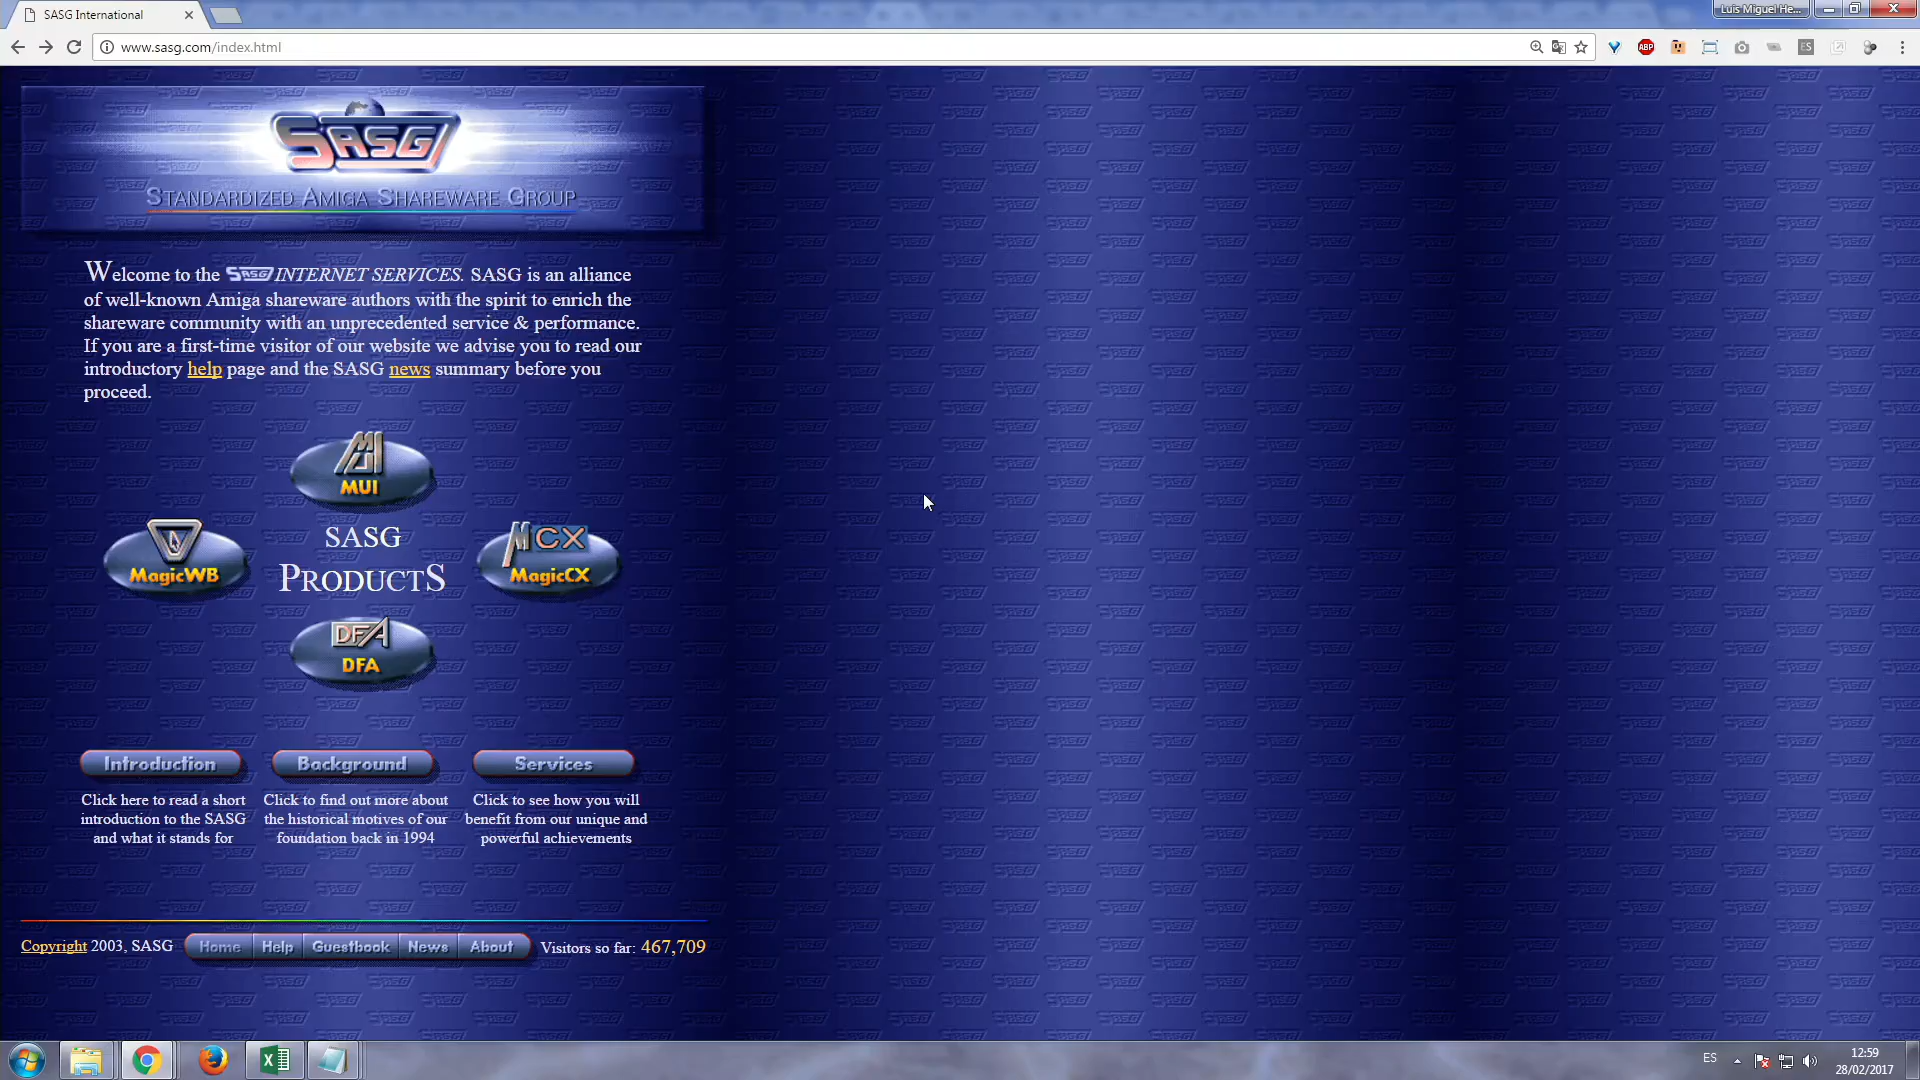 SASG International
Luis Miguel He...
www.sasg.com/index.html
ABP
ES
SASG
STANDARDIZED AMIGA SHAREWARE GROUP
Welcome to the SASG INTERNET SERVICES. SASG is an alliance
of well-known Amiga shareware authors with the spirit to enrich the
shareware community with an unprecedented service & performance.
If you are a first-time visitor of our website we advise you to read our
introductory help page and the SASG news summary before you
proceed.
MUI
MUI
SASG
PRODUCTS
MagicWB
MCX
MagicCX
DFA
DFA
Introduction
Background
Services
Click here to read a short
introduction to the SASG
and what it stands for
Click to find out more about
the historical motives of our
foundation back in 1994
Click to see how you will
benefit from our unique and
powerful achievements
Copyright 2003, SASG
Home Help Guestbook News About
Visitors so far: 467,709
ES
12:59
28/02/2017